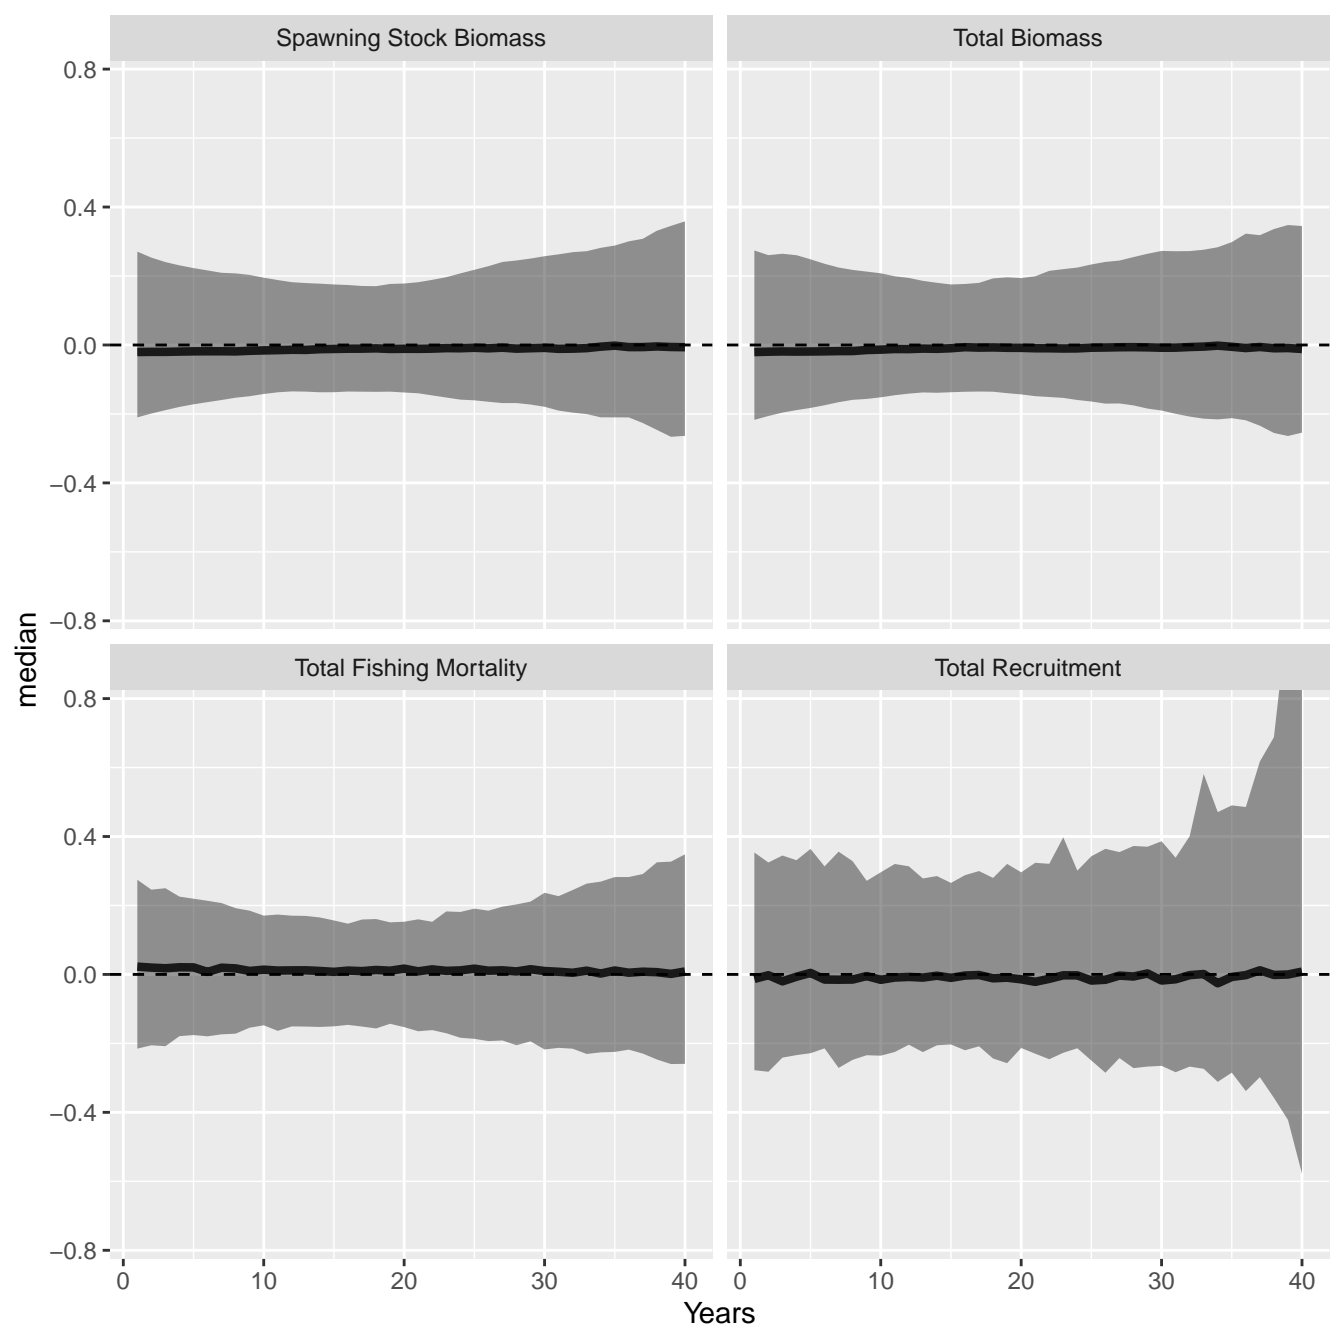 Spawning Stock Biomass
Total Biomass
0.8
0.4
0.0
−0.4
−0.8
median
Total Fishing Mortality
Total Recruitment
0.8
0.4
0.0
−0.4
−0.8
0 10 20 30 40
0 10 20 30 40
Years